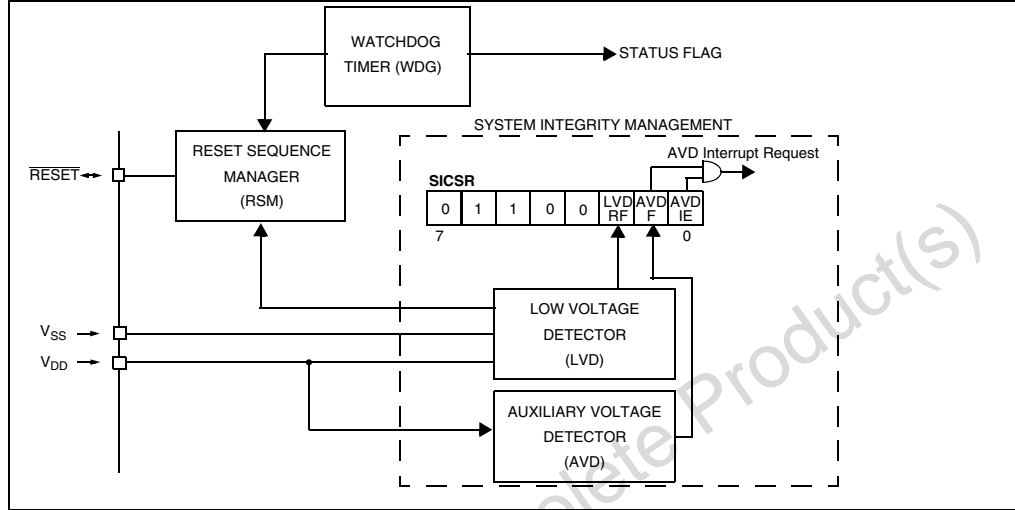 WATCHDOG
TIMER (WDG)
STATUS FLAG
SYSTEM INTEGRITY MANAGEMENT
RESET SEQUENCE
MANAGER
(RSM)
RESET
AVD Interrupt Request
SICSR
0 1 1 0 0 LVD RF AVD F AVD IE
7 0
LOW VOLTAGE
DETECTOR
(LVD)
VSS
VDD
AUXILIARY VOLTAGE
DETECTOR
(AVD)
olete Product(s)